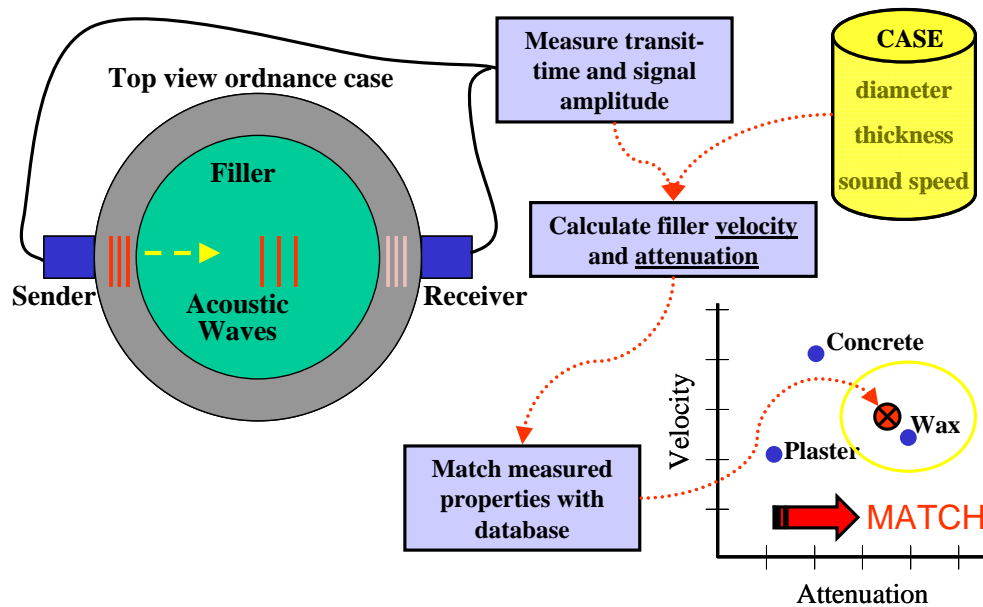 Top view ordnance case
Filler
Sender
Acoustic
Waves
Receiver
Measure transit-
time and signal
amplitude
CASE
diameter
thickness
sound speed
Calculate filler velocity
and attenuation
Match measured
properties with
database
Velocity
Concrete
Wax
Plaster
MATCH
Attenuation